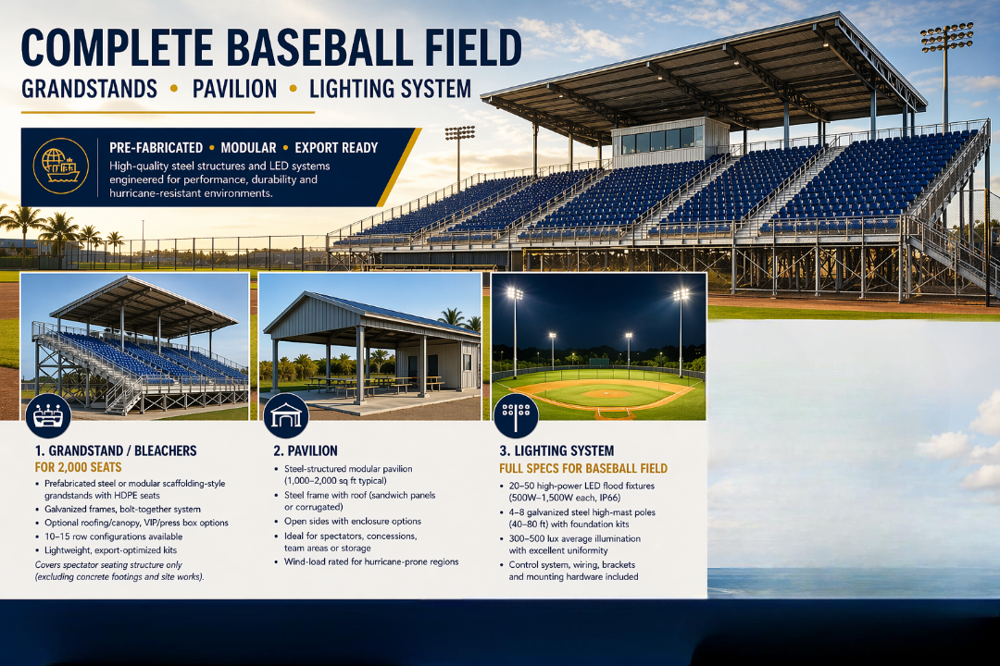 COMPLETE BASEBALL FIELD
GRANDSTANDS • PAVILION • LIGHTING SYSTEM
PRE-FABRICATED • MODULAR • EXPORT READY
High-quality steel structures and LED systems
engineered for performance, durability and
hurricane-resistant environments.
1. GRANDSTAND / BLEACHERS
FOR 2,000 SEATS
• Prefabricated steel or modular scaffolding-style
grandstands with HDPE seats
• Galvanized frames, bolt-together system
• Optional roofing/canopy, VIP/press box options
• 10–15 row configurations available
• Lightweight, export-optimized kits
Covers spectator seating structure only
(excluding concrete footings and site works).
2. PAVILION
• Steel-structured modular pavilion
(1,000–2,000 sq ft typical)
• Steel frame with roof (sandwich panels
or corrugated)
• Open sides with enclosure options
• Ideal for spectators, concessions,
team areas or storage
• Wind-load rated for hurricane-prone regions
3. LIGHTING SYSTEM
FULL SPECS FOR BASEBALL FIELD
• 20–50 high-power LED flood fixtures
(500W–1,500W each, IP66)
• 4–8 galvanized steel high-mast poles
(40–80 ft) with foundation kits
• 300–500 lux average illumination
with excellent uniformity
• Control system, wiring, brackets
and mounting hardware included